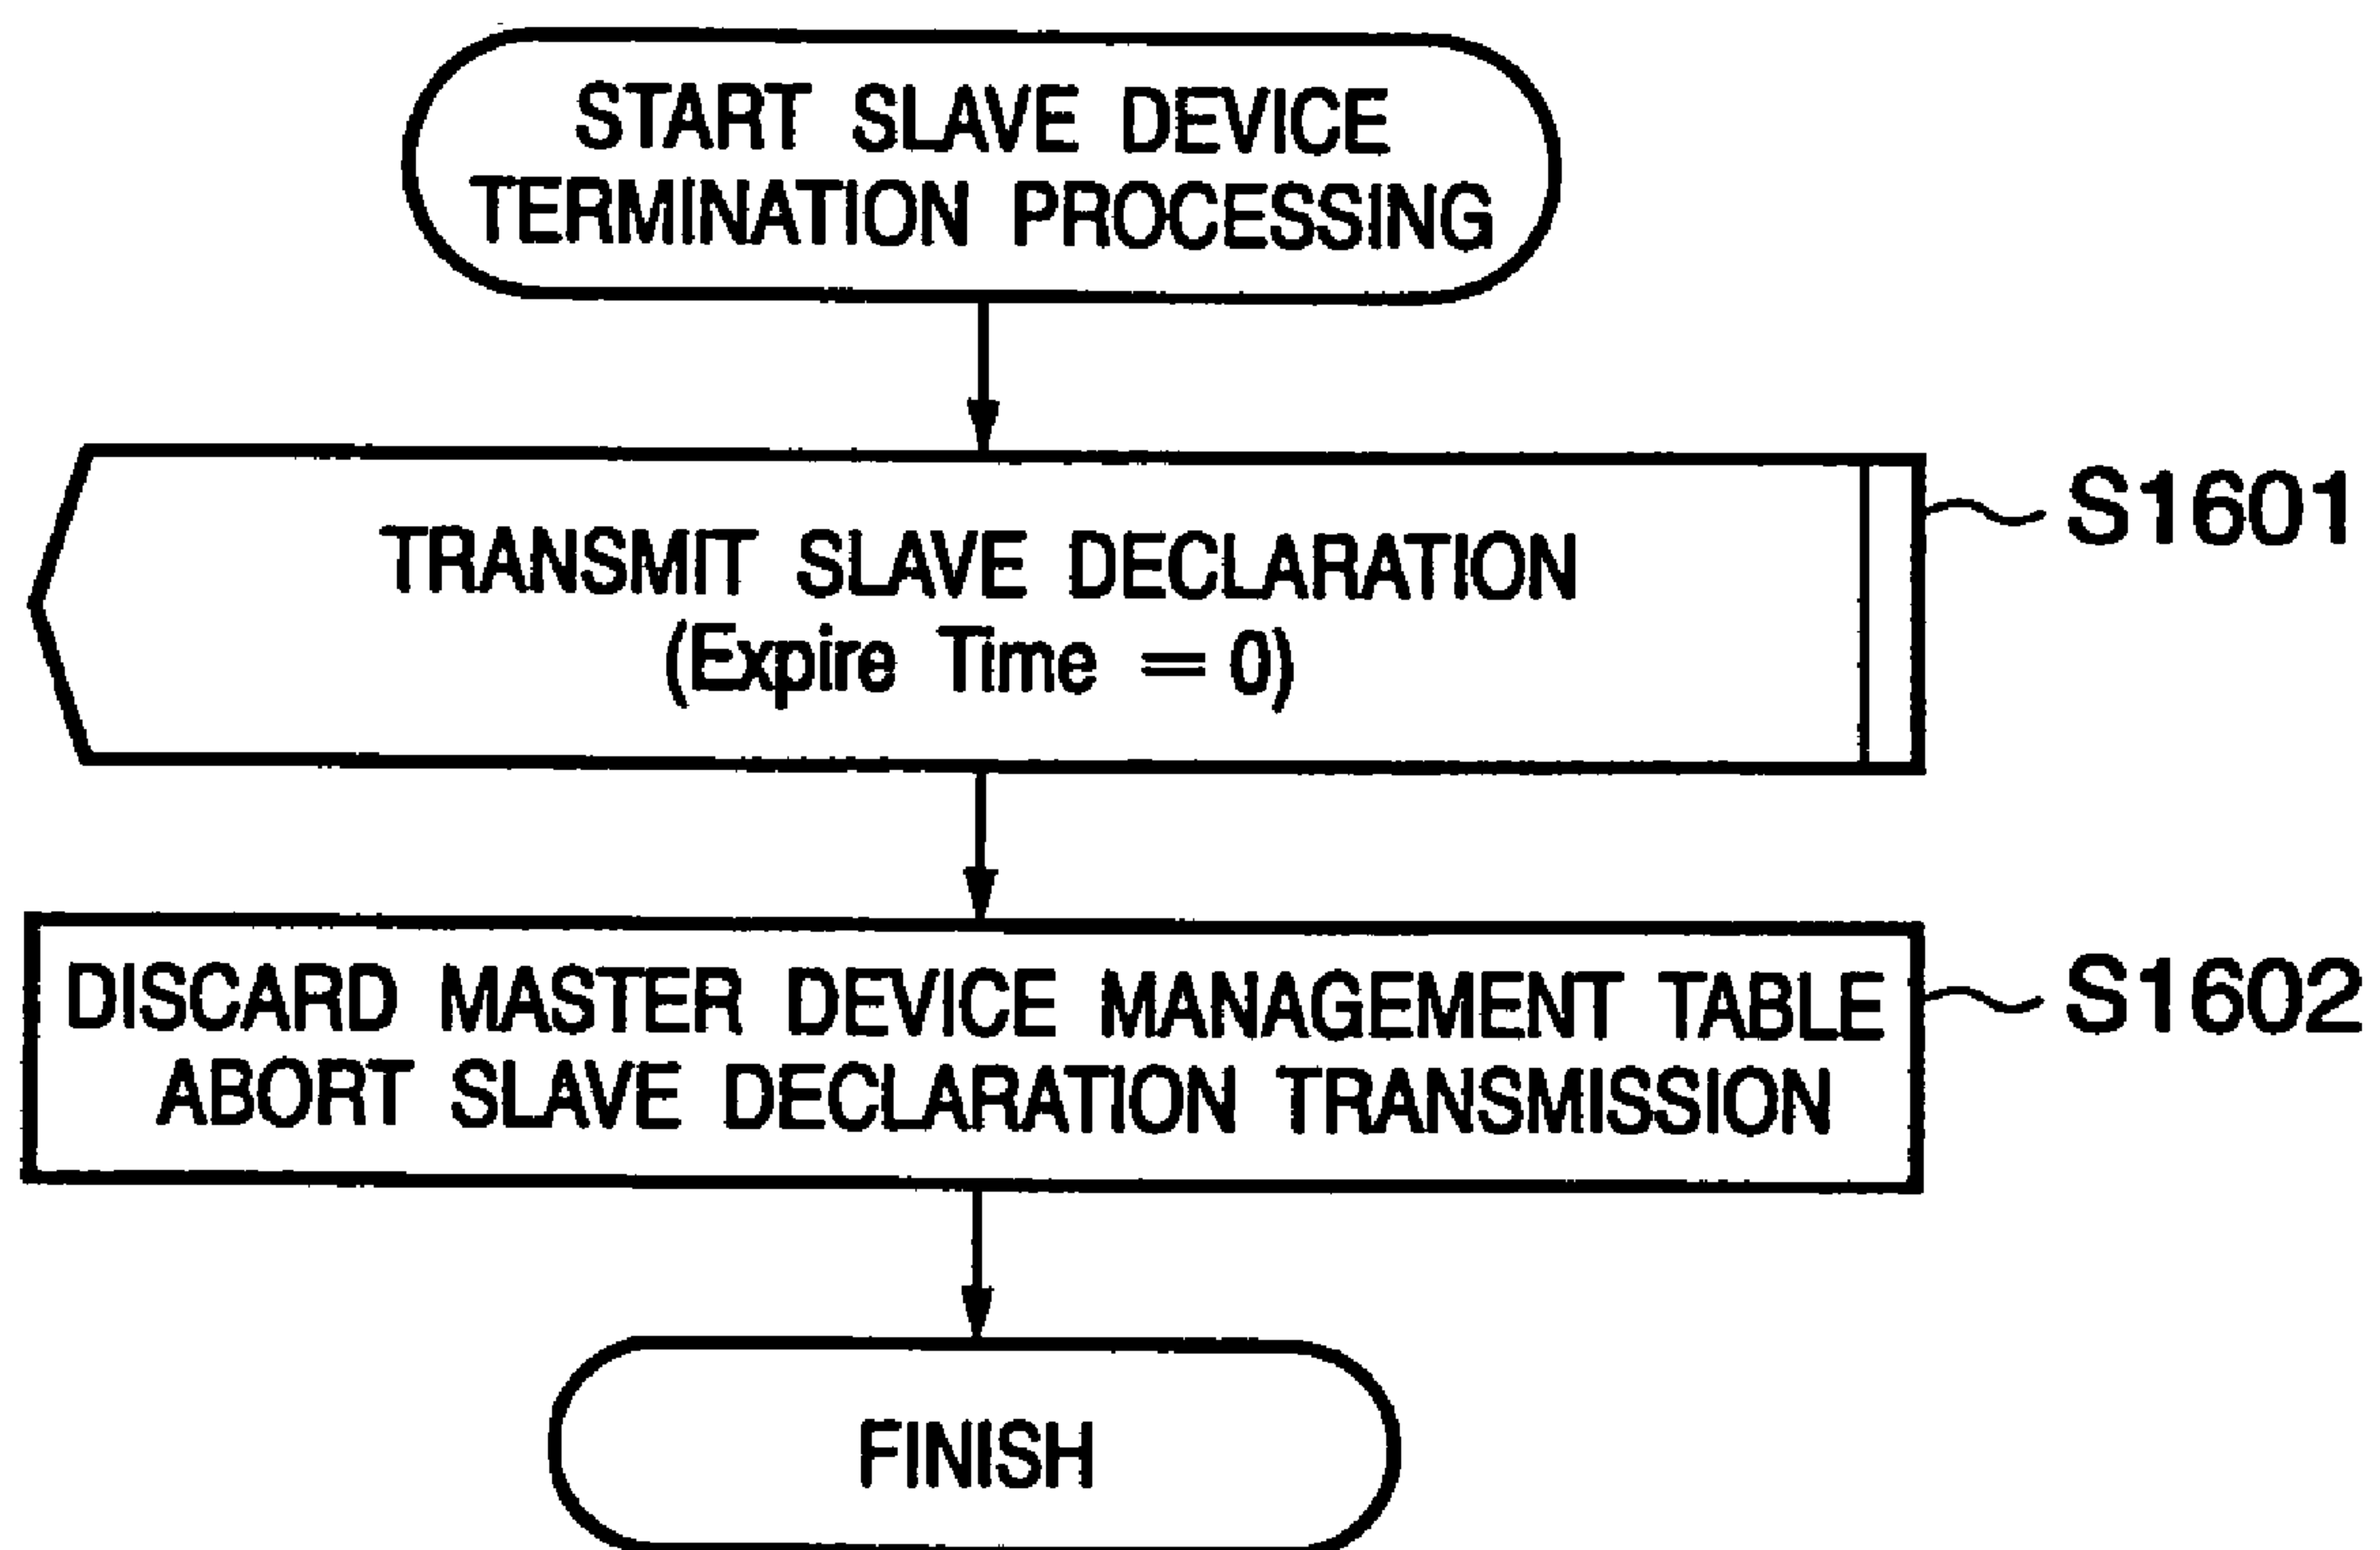 START SLAVE DEVICE
TERMINATION PROCESSING
TRANSMIT SLAVE DECLARATION
(Expire Time = 0)
S1601
DISCARD MASTER DEVICE MANAGEMENT TABLE
ABORT SLAVE DECLARATION TRANSMISSION
S1602
FINISH